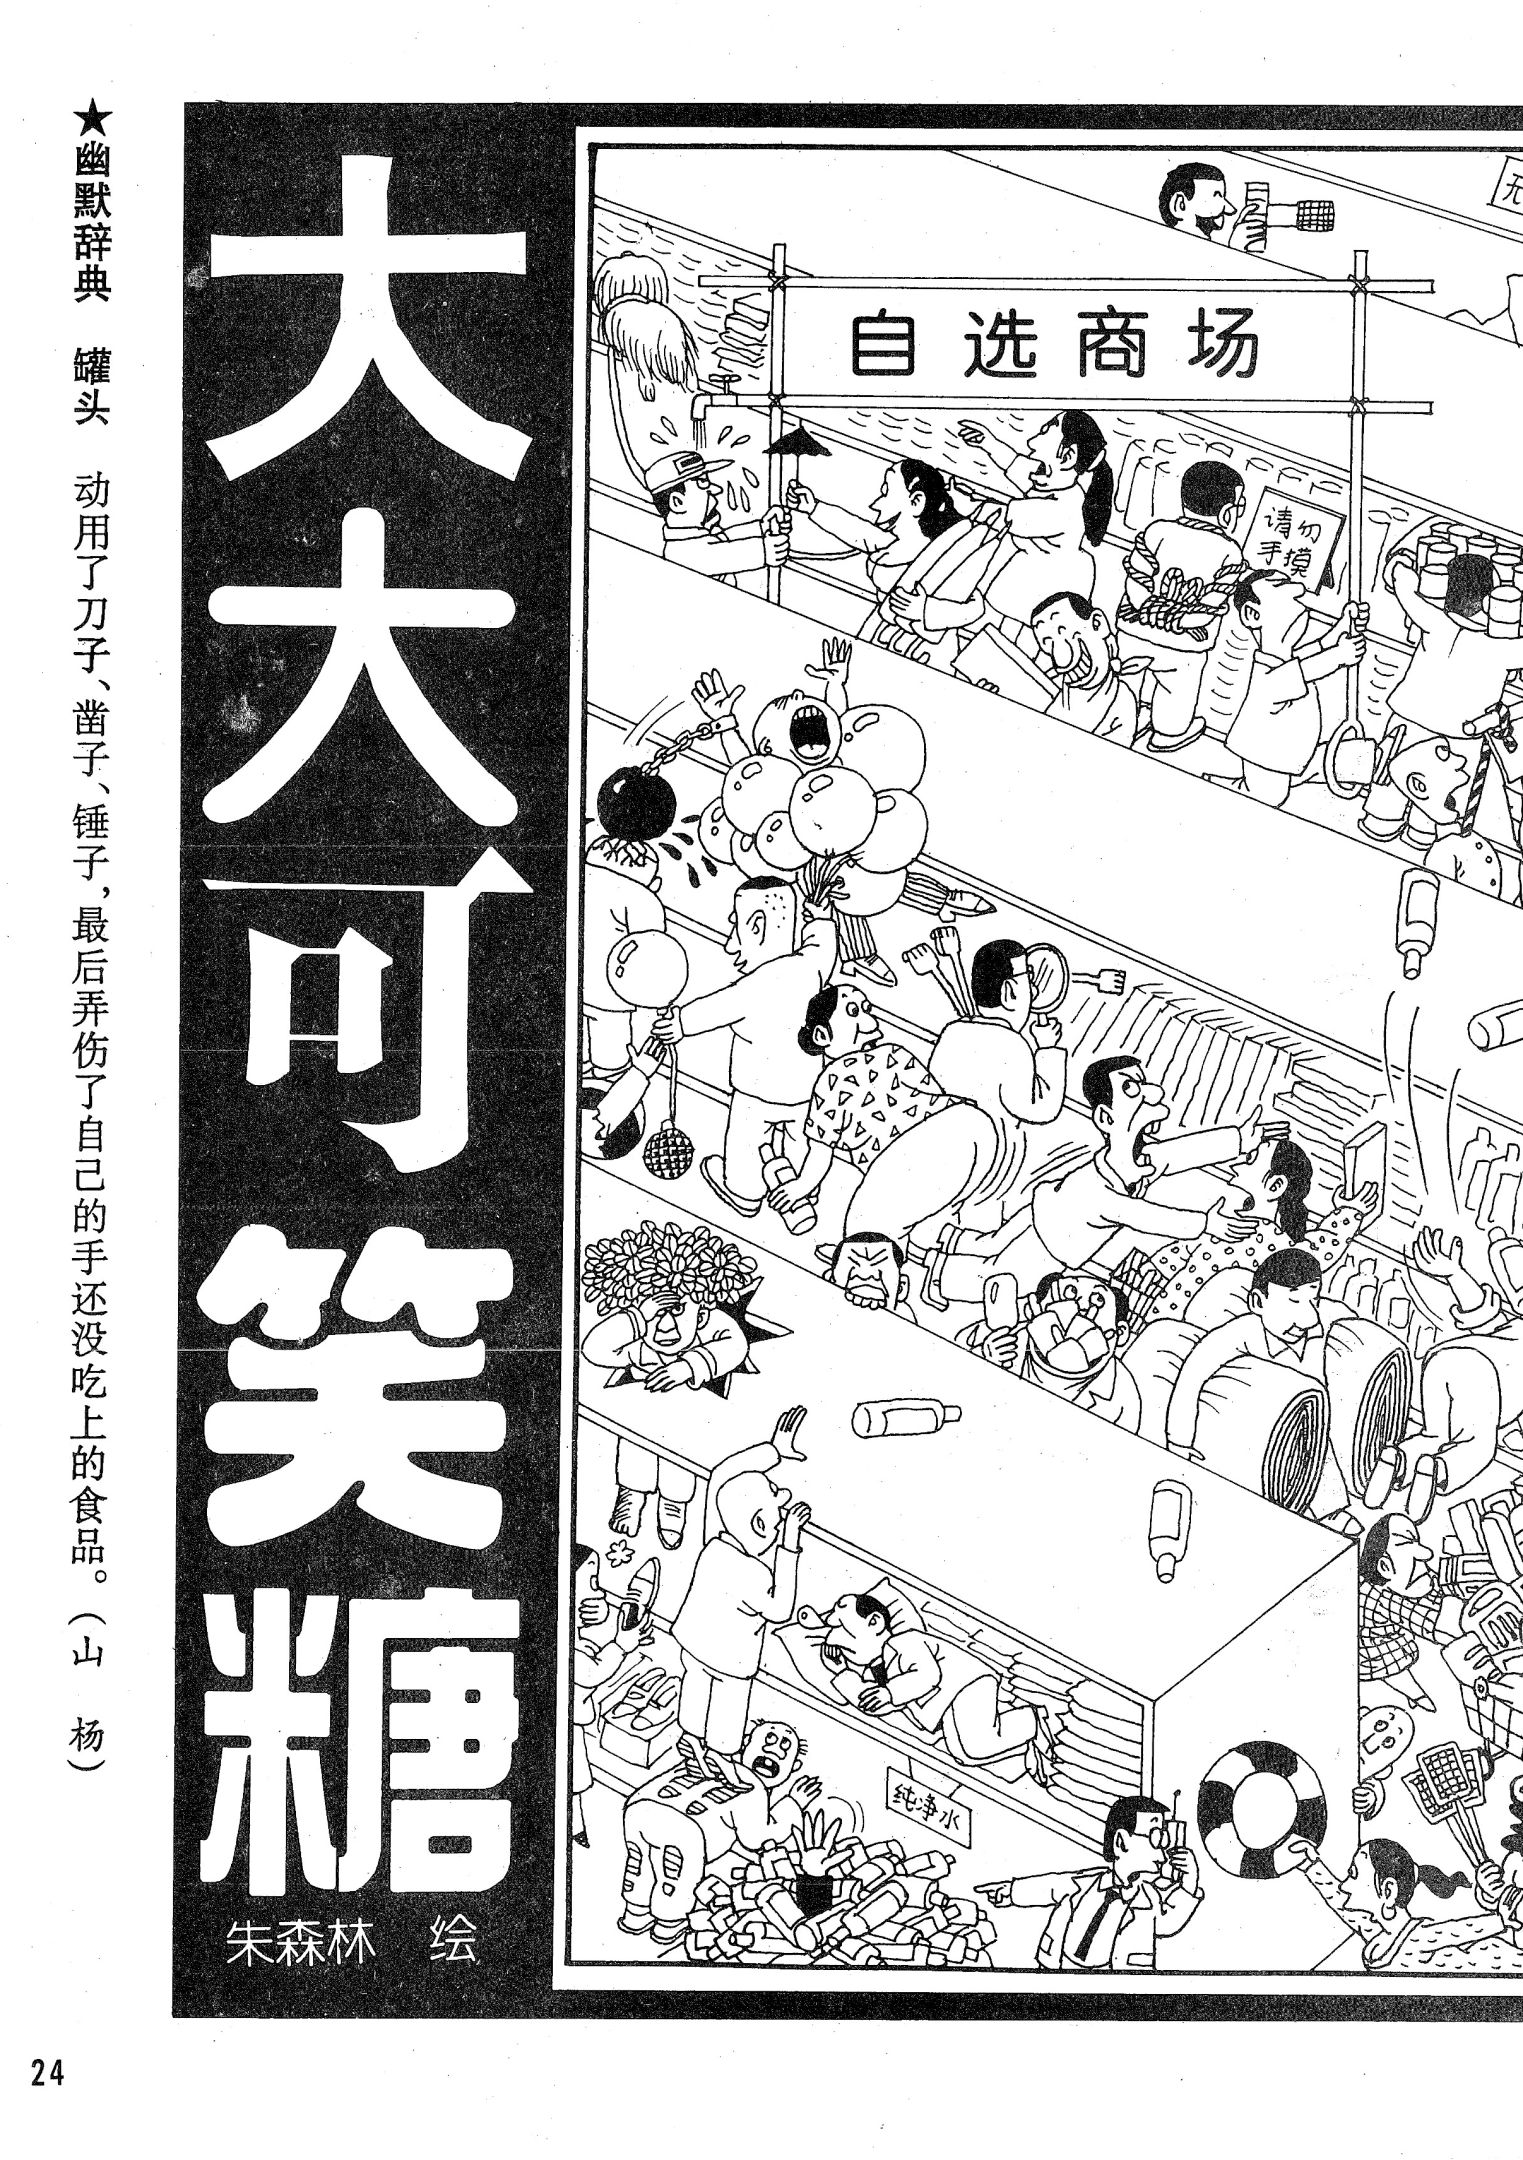 ★幽默辞典 罐头 动用了刀子、凿子、锤子,最后弄伤了自己的手还没吃上的食品。(山 杨)
大大可笑糖
朱森林 绘
无
自选商场
请勿
手摸
纯净水
24